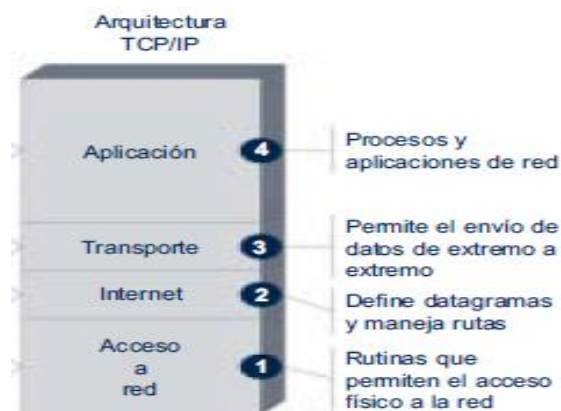 Arquitectura
TCP/IP
Aplicación
4
Procesos y
aplicaciones de red
Transporte
3
Permite el envío de
datos de extremo a
extremo
Internet
2
Define datagramas
y maneja rutas
Acceso
a
red
1
Rutinas que
permiten el acceso
físico a la red